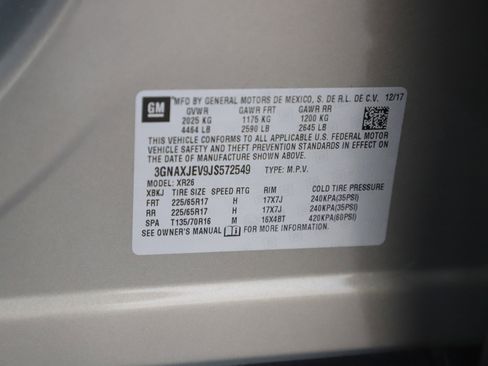 GM MFD BY GENERAL MOTORS DE MEXICO, S. DE R.L. DE C.V. 12/17
GVWR GAWR FRT GAWR RR
2025 KG 1175 KG 1200 KG
4464 LB 2590 LB 2645 LB
THIS VEHICLE CONFORMS TO ALL APPLICABLE U.S. FEDERAL MOTOR
VEHICLE SAFETY AND THEFT PREVENTION STANDARDS IN EFFECT ON
THE DATE OF MANUFACTURE SHOWN ABOVE.
3GNAXJEV9JS572549 TYPE: M.P.V.
MODEL: XR26
XBKJ TIRE SIZE SPEED RTG RIM COLD TIRE PRESSURE
FRT 225/65R17 H 17X7J 240KPA(35PSI)
RR 225/65R17 H 17X7J 240KPA(35PSI)
SPA T135/70R16 M 16X4BT 420KPA(60PSI)
SEE OWNER'S MANUAL FOR MORE INFORMATION.